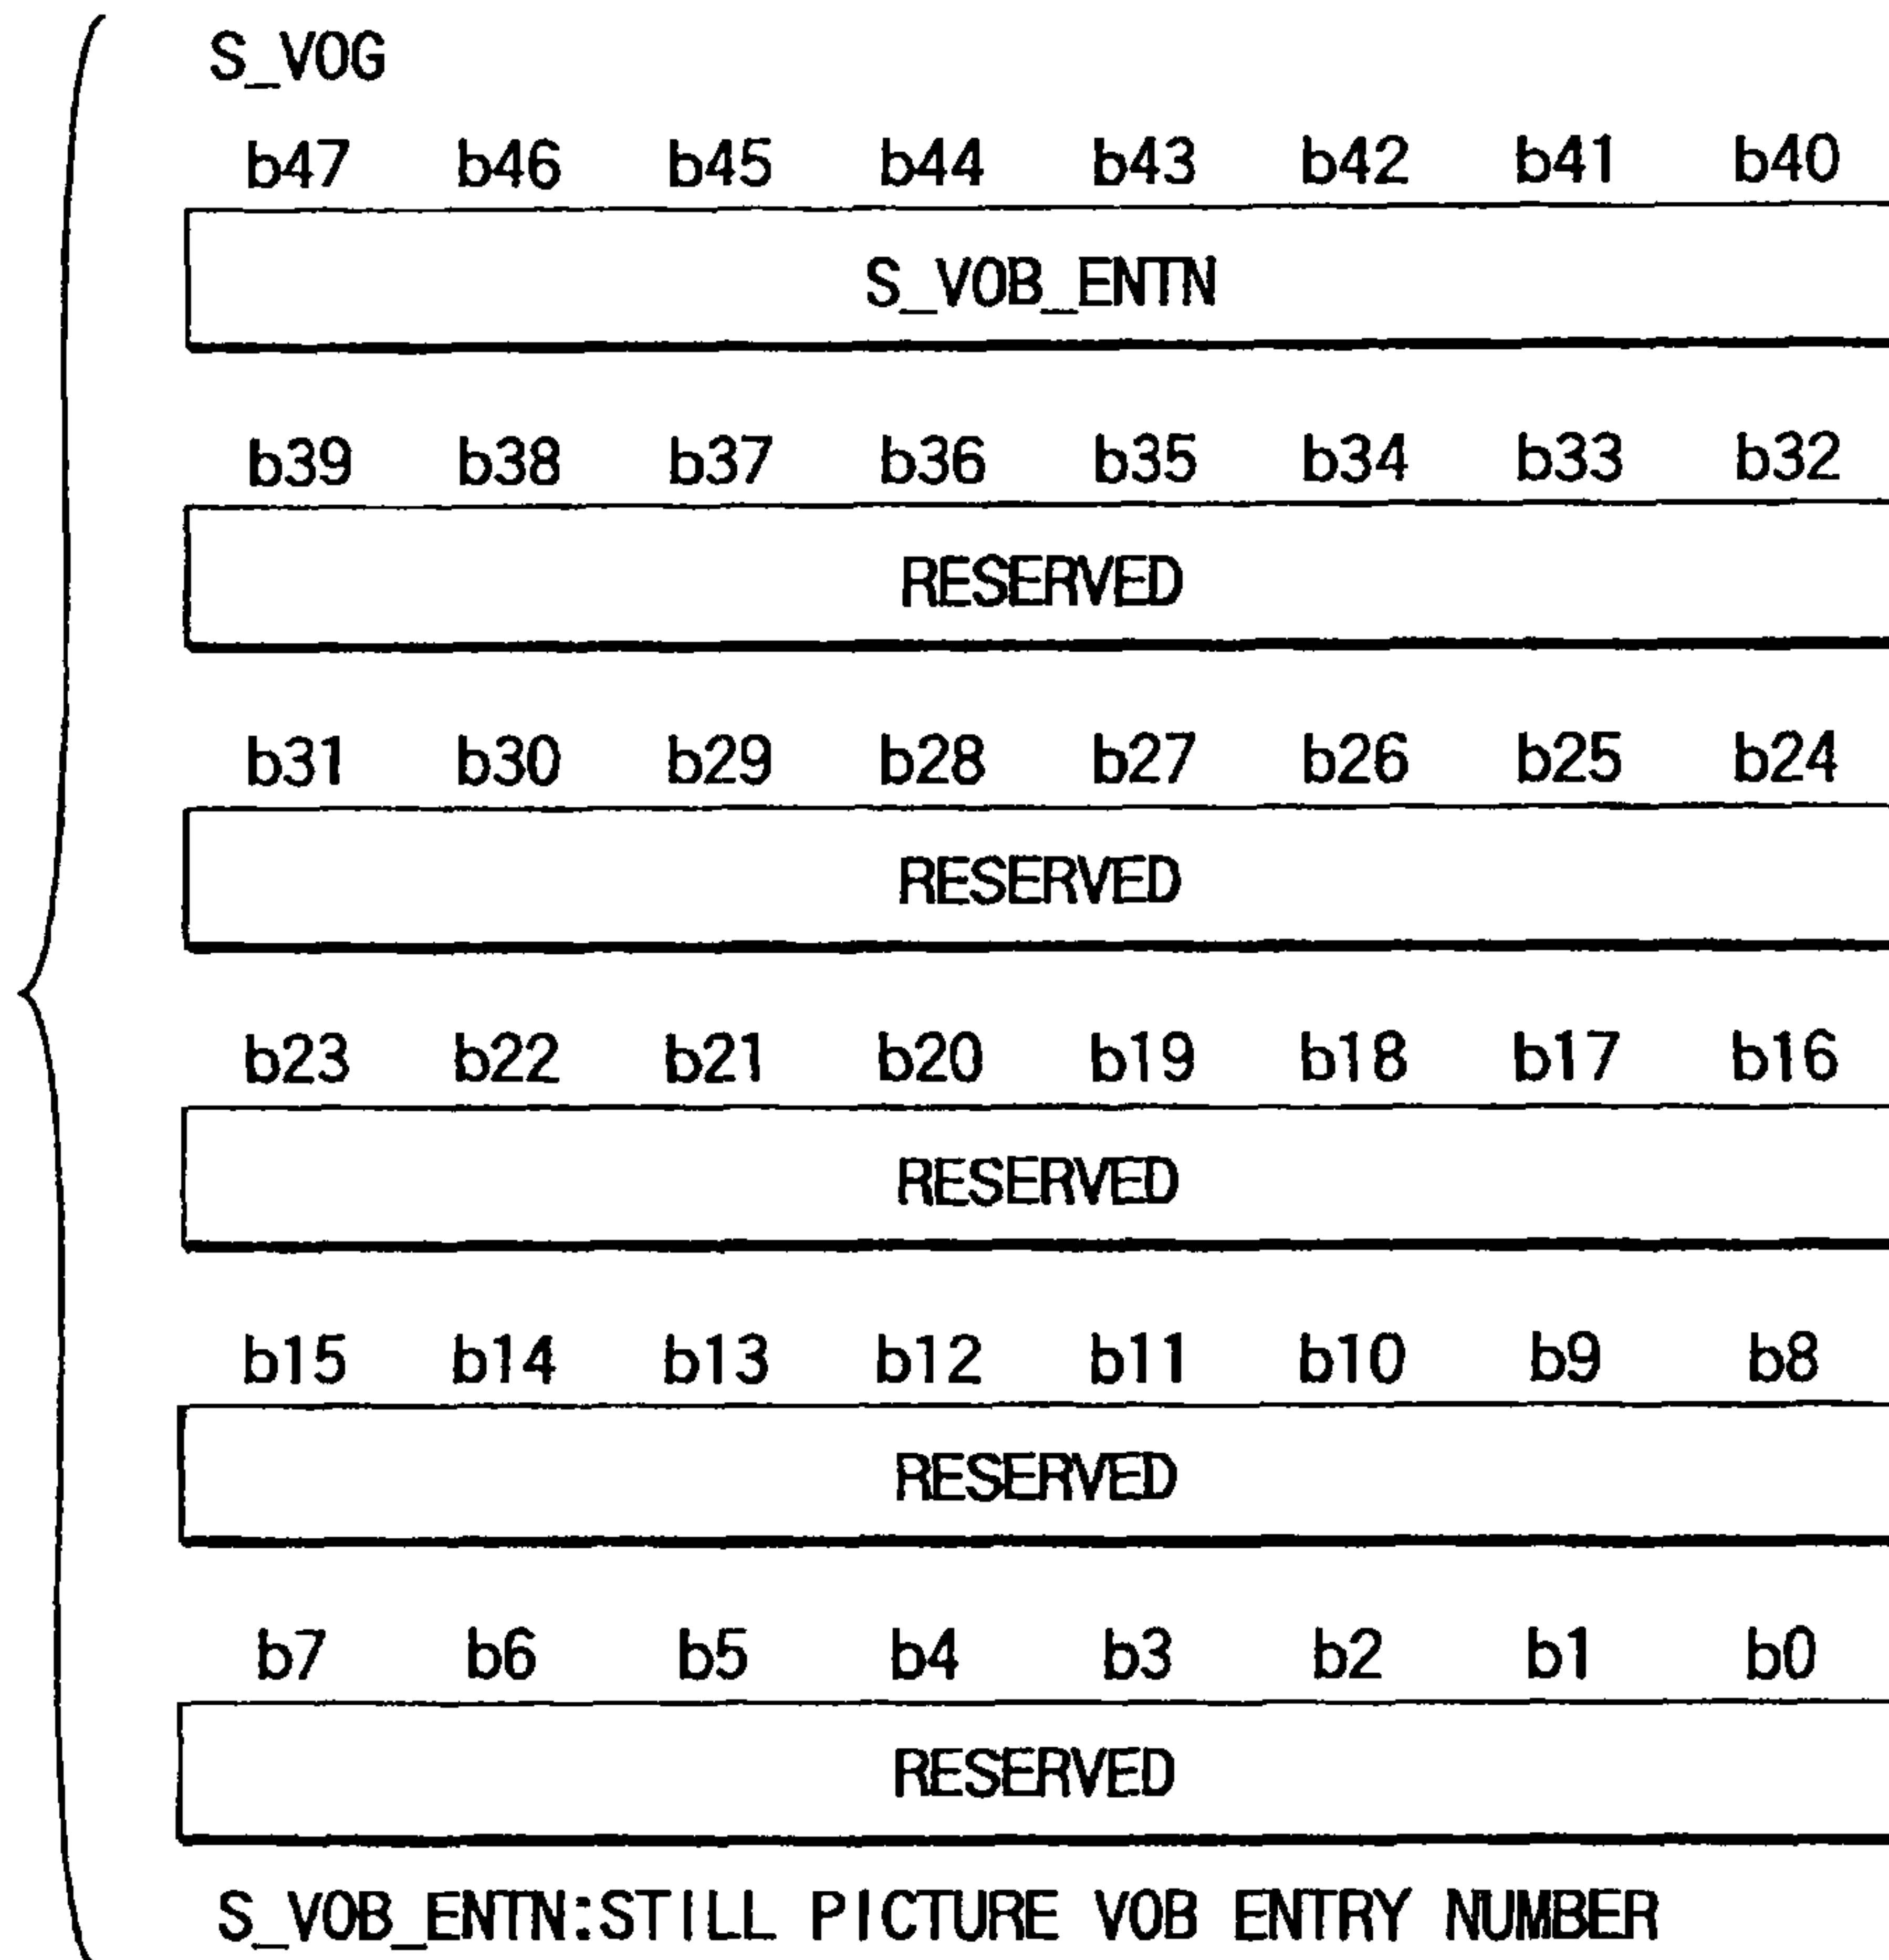 S_VOG
b47 b46 b45 b44 b43 b42 b41 b40
S_VOB_ENTN
b39 b38 b37 b36 b35 b34 b33 b32
RESERVED
b31 b30 b29 b28 b27 b26 b25 b24
RESERVED
b23 b22 b21 b20 b19 b18 b17 b16
RESERVED
b15 b14 b13 b12 b11 b10 b9 b8
RESERVED
b7 b6 b5 b4 b3 b2 b1 b0
RESERVED
S_VOB_ENTN:STILL PICTURE VOB ENTRY NUMBER